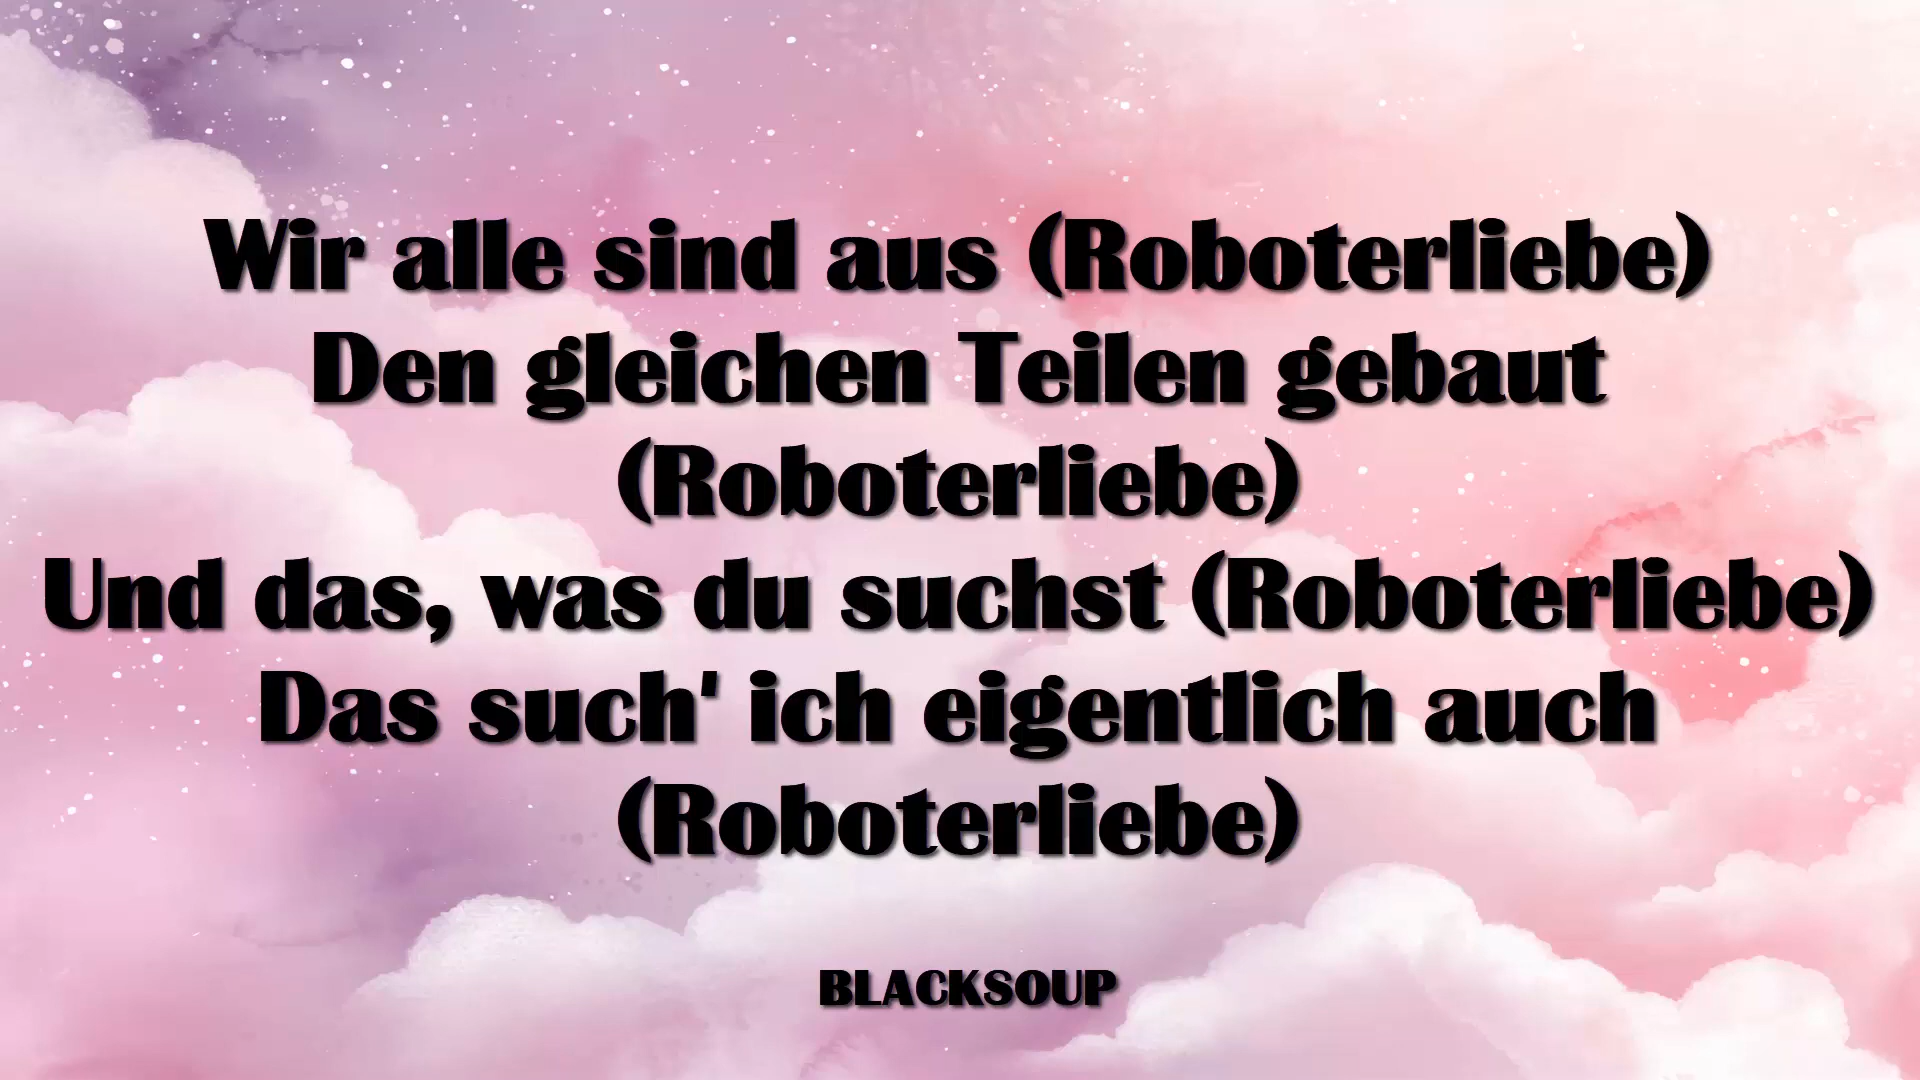 Wir alle sind aus (Roboterliebe)
Den gleichen Teilen gebaut
(Roboterliebe)
Und das, was du suchst (Roboterliebe)
Das such' ich eigentlich auch
(Roboterliebe)
BLACKSOUP